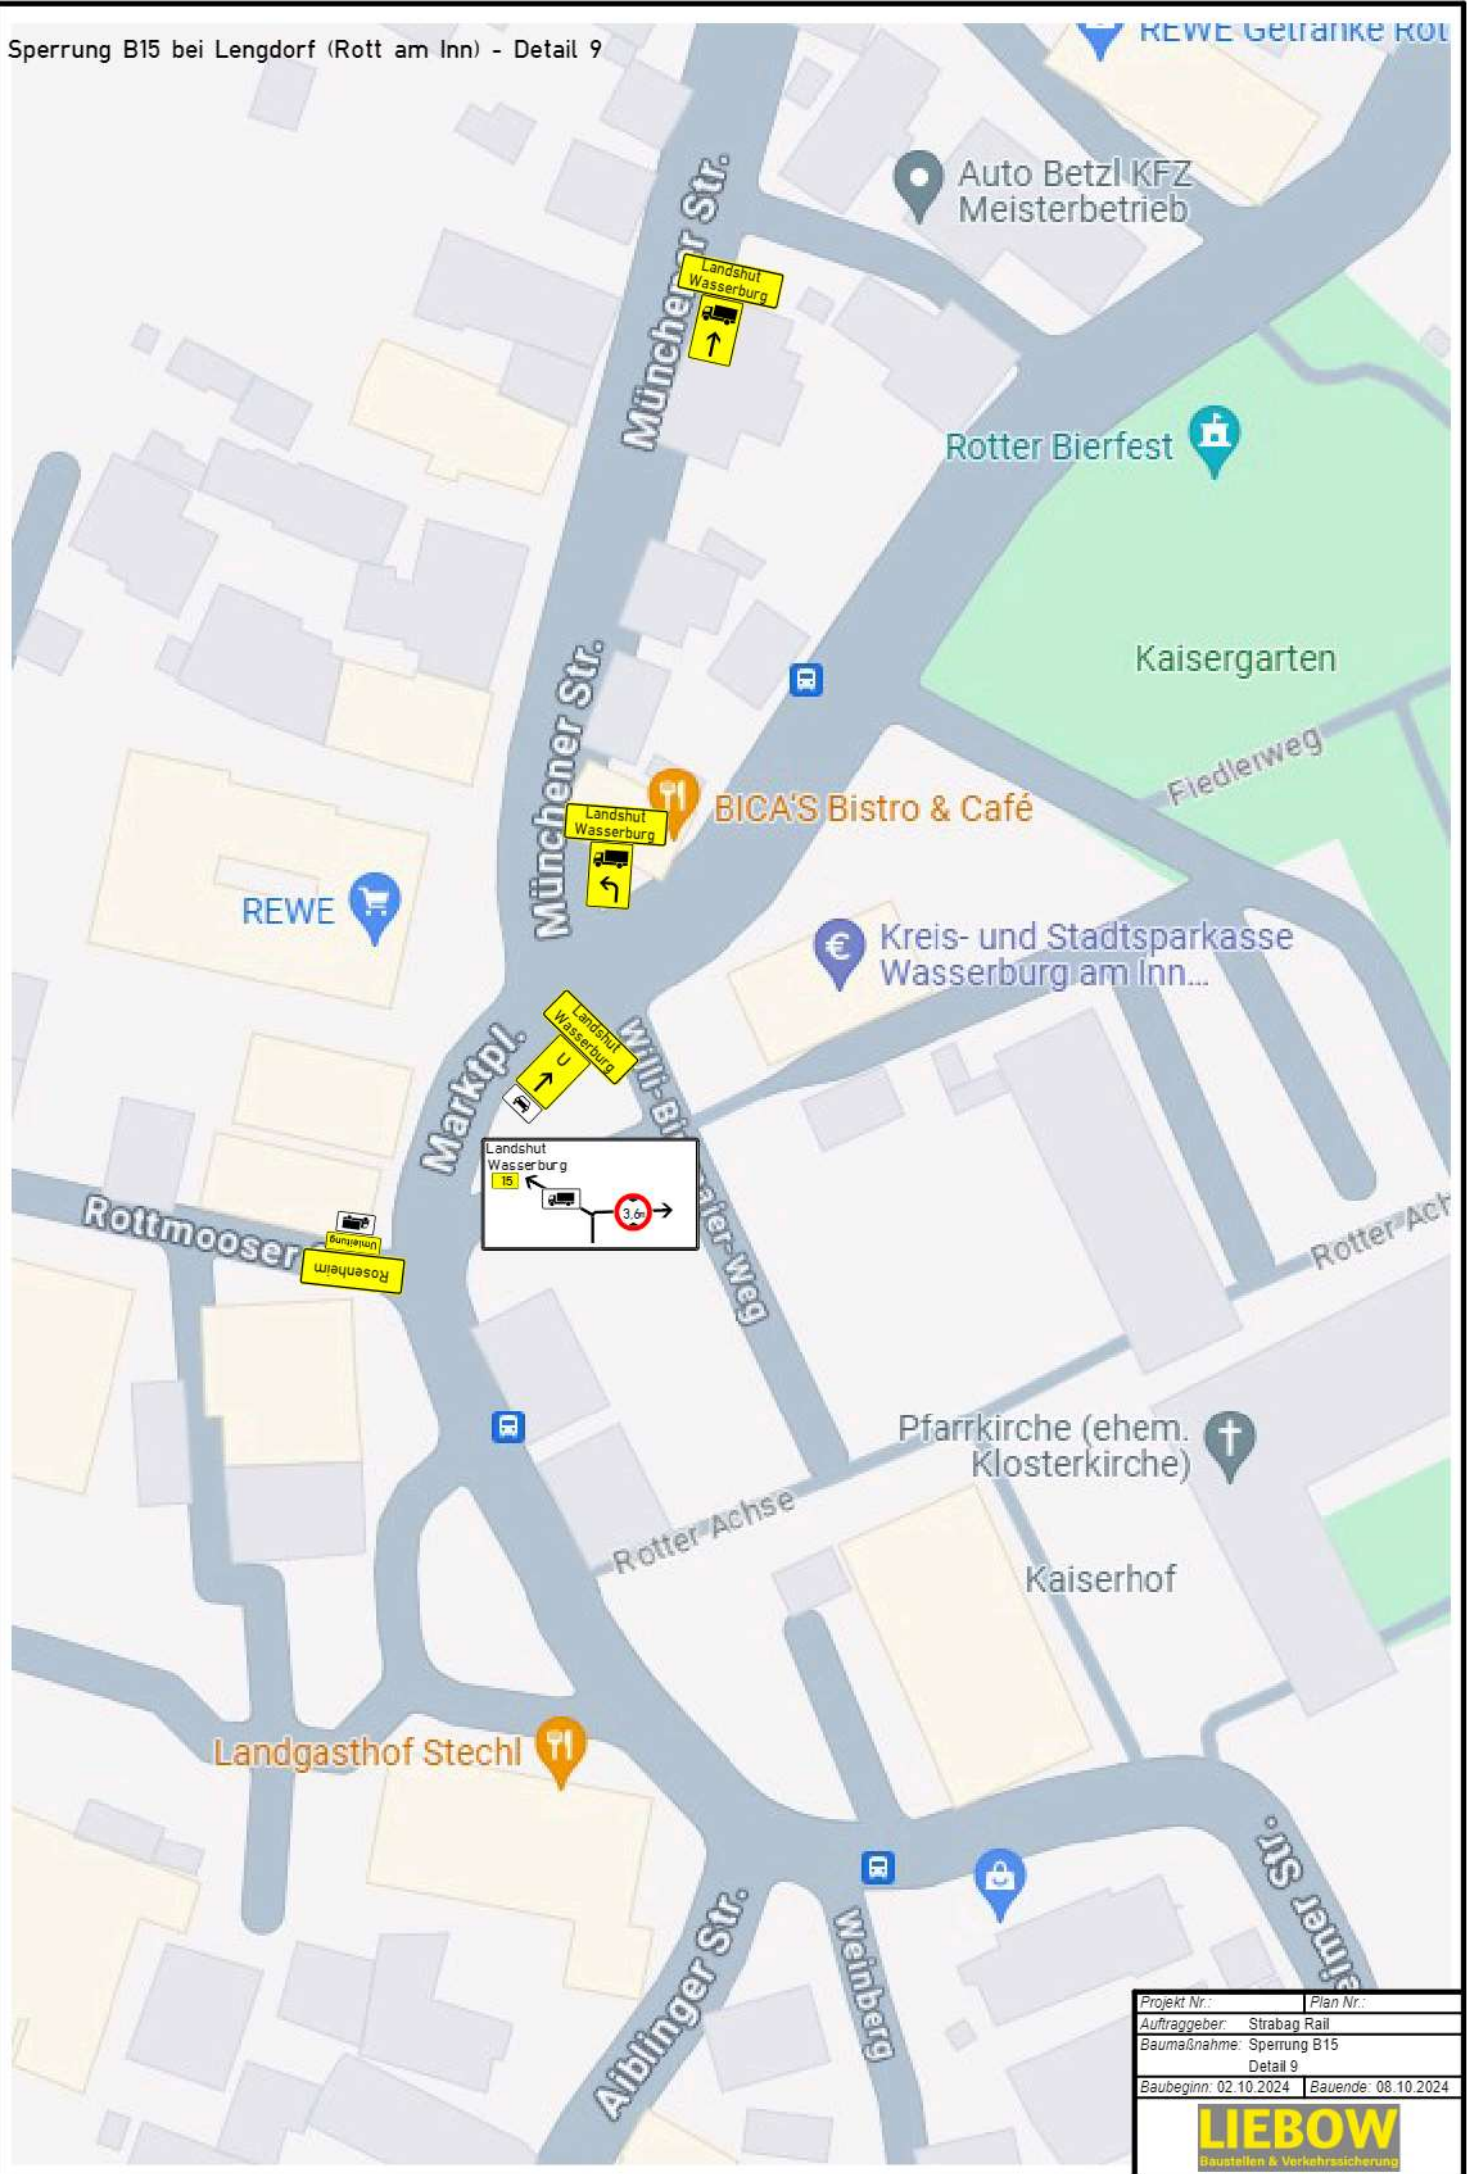 Sperrung B15 bei Lengdorf (Rott am Inn) - Detail 9
REWE Getränke Rot
Auto Betzl KFZ
Meisterbetrieb
Münchener Str.
Landshut
Wasserburg
Rotter Bierfest
Kaisergarten
Fiedlerweg
Münchener Str.
BICA'S Bistro & Café
Landshut
Wasserburg
REWE
Kreis- und Stadtsparkasse
Wasserburg am Inn...
Landshut
Wasserburg
U
Marktpl.
Landshut
Wasserburg
15
3,6m
Rottmooser
Umleitung
Rosenheim
Rotter Ach
Pfarrkirche (ehem.
Klosterkirche)
Rotter Achse
Kaiserhof
Landgasthof Stechl
Aiblinger Str.
Weinberg
eimer Str.
Projekt Nr.: Plan Nr.:
Auftraggeber: Strabag Rail
Baumaßnahme: Sperrung B15
Detail 9
Baubeginn: 02.10.2024 Bauende: 08.10.2024
LIEBOW
Baustellen & Verkehrssicherung